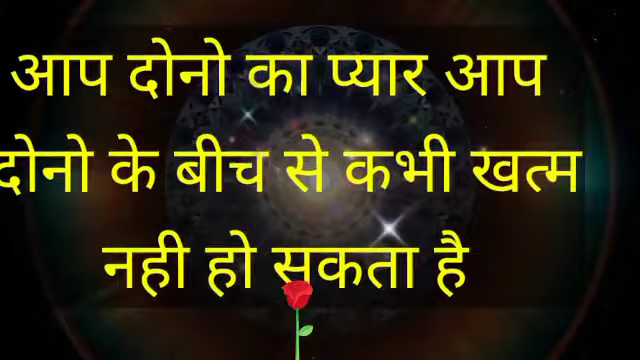 आप दोनो का प्यार आप
दोनो के बीच से कभी खत्म
नही हो सकता है